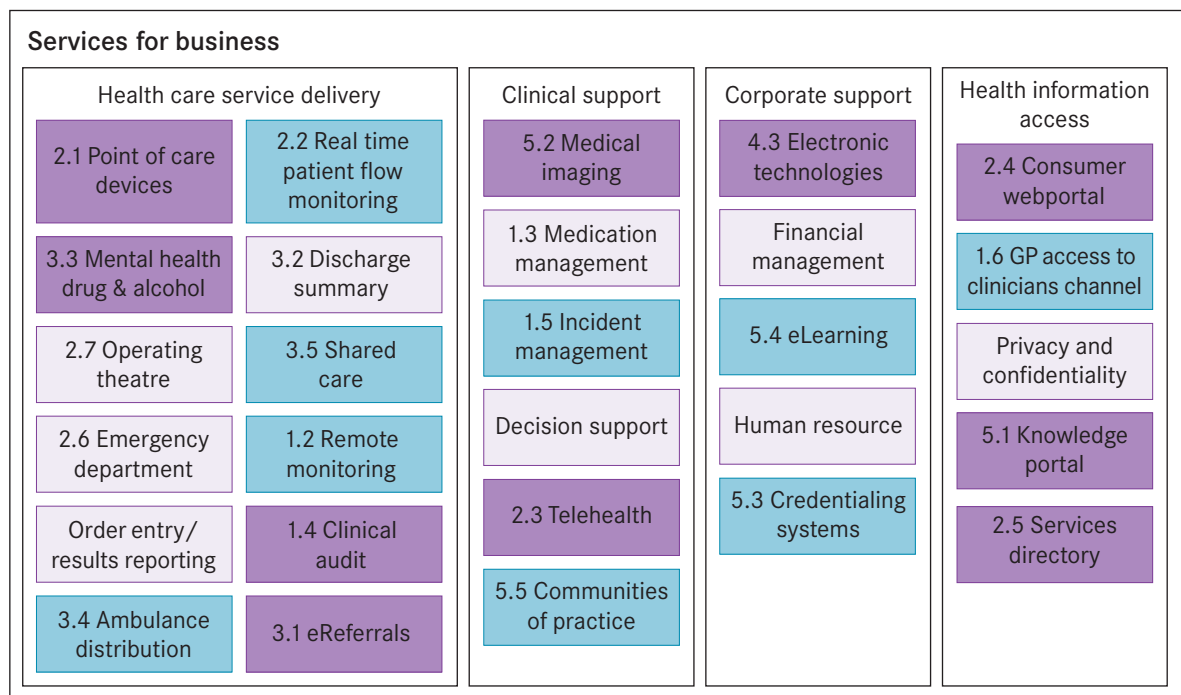 Services for business
Health care service delivery
2.1 Point of care
devices
2.2 Real time
patient flow
monitoring
3.3 Mental health
drug & alcohol
3.2 Discharge
summary
2.7 Operating
theatre
3.5 Shared
care
2.6 Emergency
department
1.2 Remote
monitoring
Order entry/
results reporting
1.4 Clinical
audit
3.4 Ambulance
distribution
3.1 eReferrals
Clinical support
5.2 Medical
imaging
1.3 Medication
management
1.5 Incident
management
Decision support
2.3 Telehealth
5.5 Communities
of practice
Corporate support
4.3 Electronic
technologies
Financial
management
5.4 eLearning
Human resource
5.3 Credentialing
systems
Health information
access
2.4 Consumer
webportal
1.6 GP access to
clinicians channel
Privacy and
confidentiality
5.1 Knowledge
portal
2.5 Services
directory